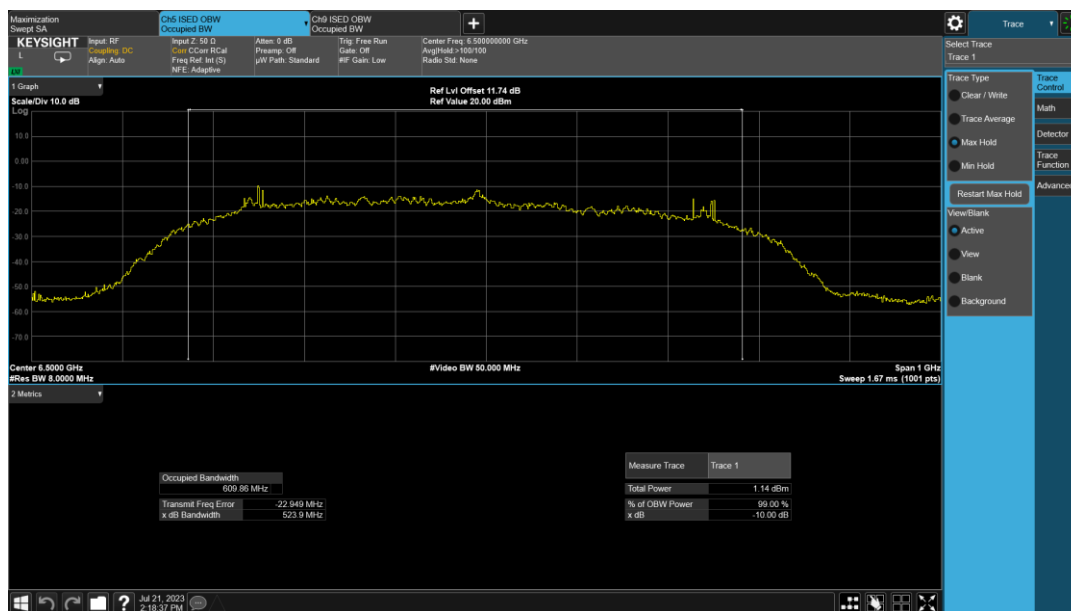 Maximization
Swept SA
Ch5 ISED OBW
Occupied BW
Ch9 ISED OBW
Occupied BW
Trace
KEYSIGHT
L
Input: RF
Coupling: DC
Align: Auto
Input Z: 50 Ω
Corr CCorr RCal
Freq Ref: Int (S)
NFE: Adaptive
Atten: 0 dB
Preamp: Off
µW Path: Standard
Trig: Free Run
Gate: Off
#IF Gain: Low
Center Freq: 6.500000000 GHz
Avg|Hold:>100/100
Radio Std: None
1 Graph
Scale/Div 10.0 dB
Ref Lvl Offset 11.74 dB
Ref Value 20.00 dBm
Log
10.0
0.00
-10.0
-20.0
-30.0
-40.0
-50.0
-60.0
-70.0
Center 6.5000 GHz
#Res BW 8.0000 MHz
#Video BW 50.000 MHz
Span 1 GHz
Sweep 1.67 ms (1001 pts)
2 Metrics
Occupied Bandwidth
609.86 MHz
Transmit Freq Error -22.949 MHz
x dB Bandwidth 523.9 MHz
Measure Trace Trace 1
Total Power 1.14 dBm
% of OBW Power 99.00 %
x dB -10.00 dB
Select Trace
Trace 1
Trace Type
Clear / Write
Trace Average
Max Hold
Min Hold
Restart Max Hold
View/Blank
Active
View
Blank
Background
Trace
Control
Math
Detector
Trace
Function
Advanced
Jul 21, 2023
2:18:37 PM